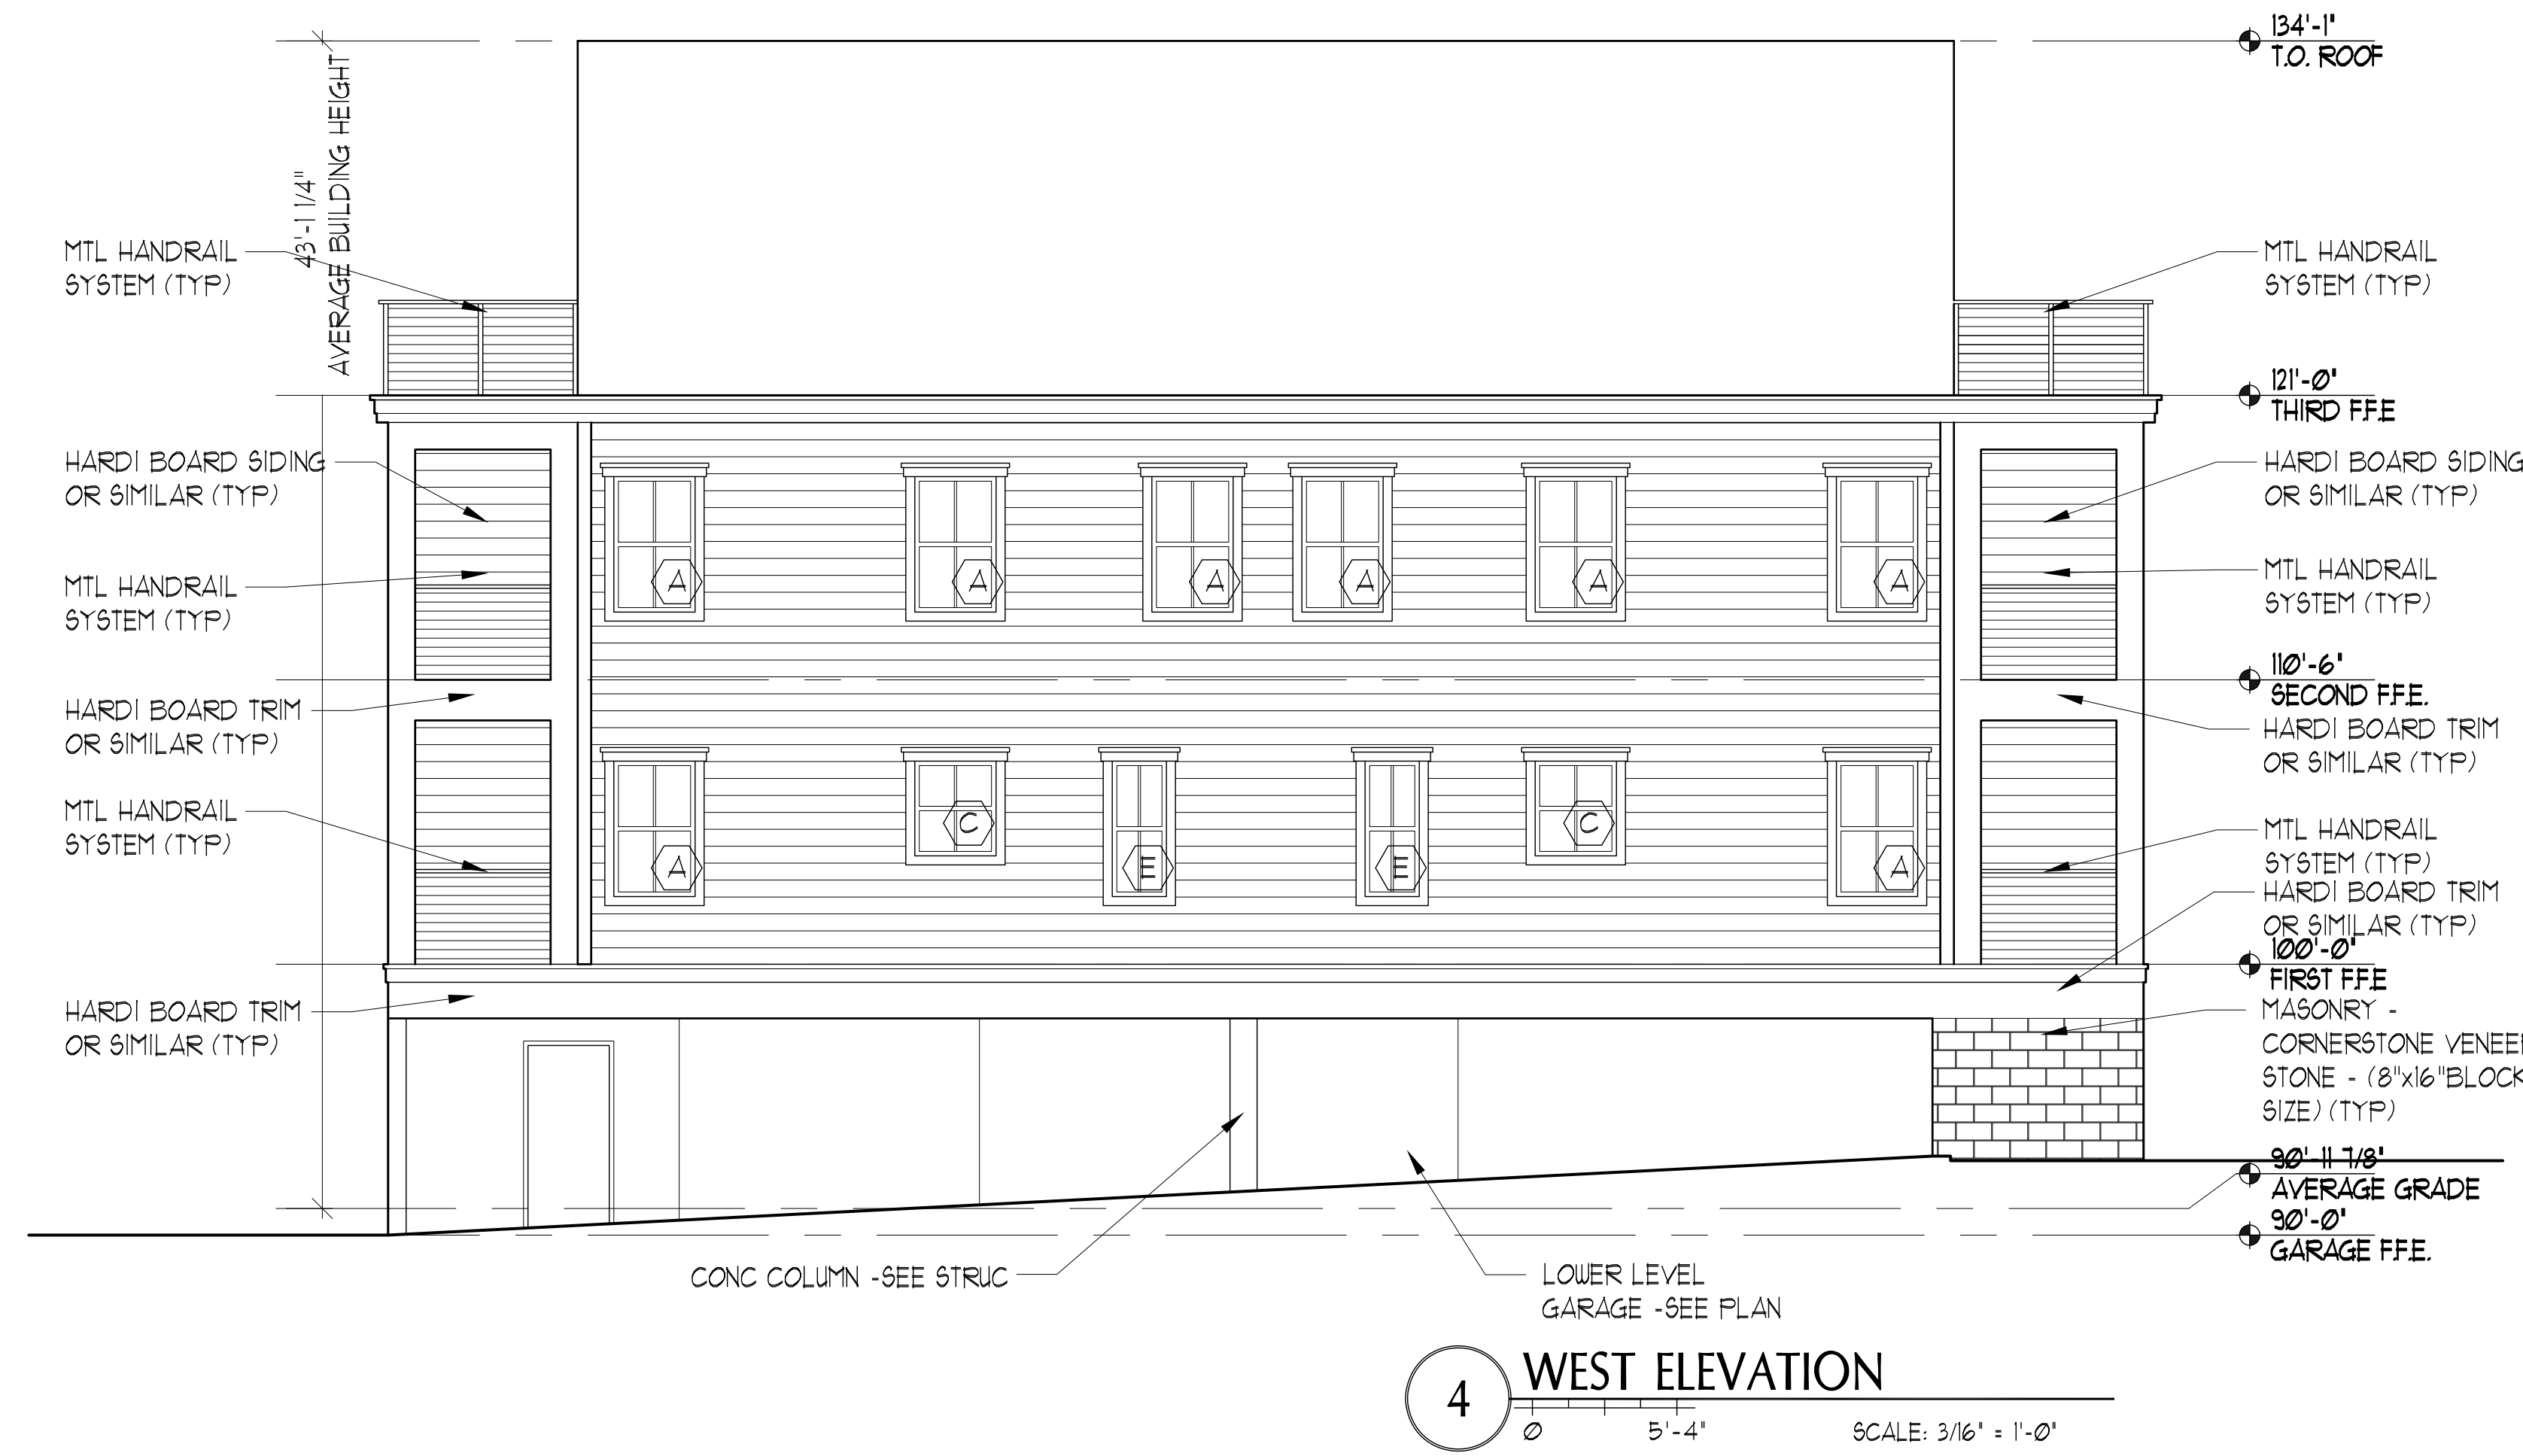 134'-1"
T.O. ROOF
43'-1 1/4"
AVERAGE BUILDING HEIGHT
MTL HANDRAIL
SYSTEM (TYP)
MTL HANDRAIL
SYSTEM (TYP)
121'-0"
THIRD F.F.E
HARDI BOARD SIDING
OR SIMILAR (TYP)
HARDI BOARD SIDING
OR SIMILAR (TYP)
A
A
A
A
A
A
MTL HANDRAIL
SYSTEM (TYP)
MTL HANDRAIL
SYSTEM (TYP)
110'-6"
SECOND F.F.E.
HARDI BOARD TRIM
OR SIMILAR (TYP)
HARDI BOARD TRIM
OR SIMILAR (TYP)
MTL HANDRAIL
SYSTEM (TYP)
MTL HANDRAIL
SYSTEM (TYP)
A
C
E
E
C
A
HARDI BOARD TRIM
OR SIMILAR (TYP)
100'-0"
FIRST F.F.E
HARDI BOARD TRIM
OR SIMILAR (TYP)
MASONRY -
CORNERSTONE VENEE
STONE - (8"x16"BLOCK
SIZE) (TYP)
90'-11 7/8"
AVERAGE GRADE
90'-0"
GARAGE F.F.E.
CONC COLUMN -SEE STRUC
LOWER LEVEL
GARAGE -SEE PLAN
4
WEST ELEVATION
0 5'-4" SCALE: 3/16" = 1'-0"